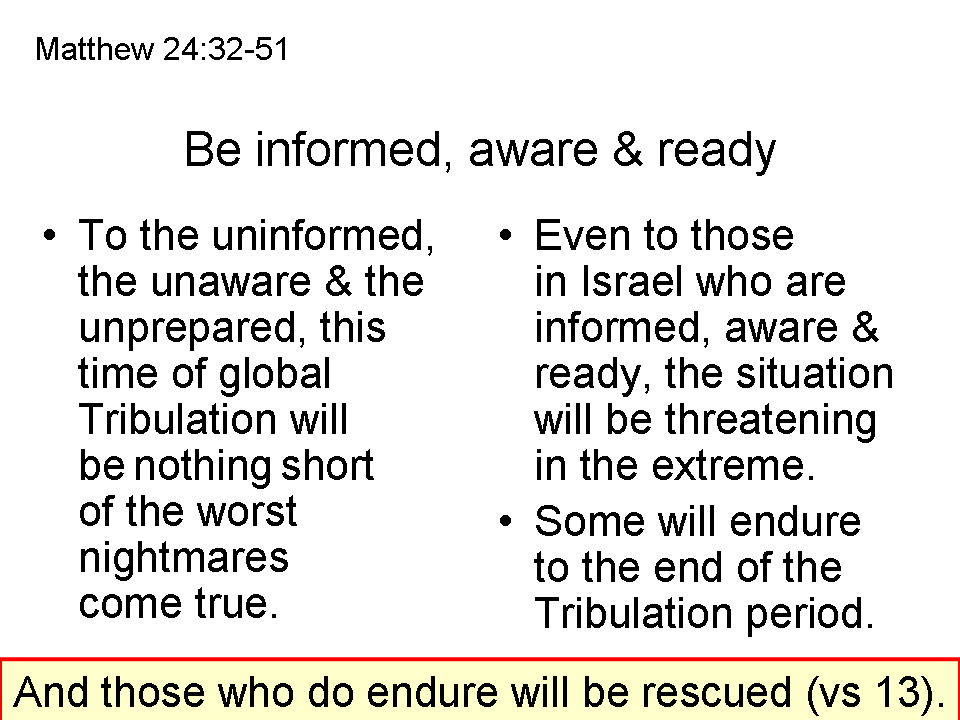 Matthew 24:32-51
Be informed, aware & ready
• To the uninformed,
the unaware & the
unprepared, this
time of global
Tribulation will
be nothing short
of the worst
nightmares
come true.
• Even to those
in Israel who are
informed, aware &
ready, the situation
will be threatening
in the extreme.
• Some will endure
to the end of the
Tribulation period.
And those who do endure will be rescued (vs 13).